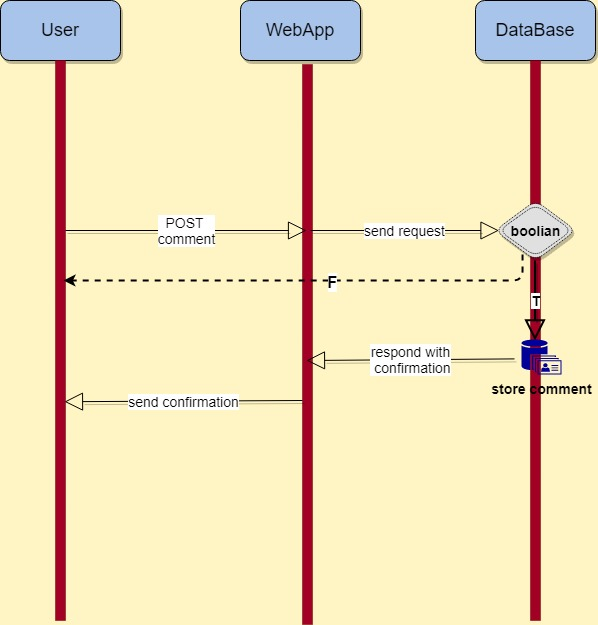 User
WebApp
DataBase
POST
comment
send request
boolian
F
T
respond with
confirmation
store comment
send confirmation